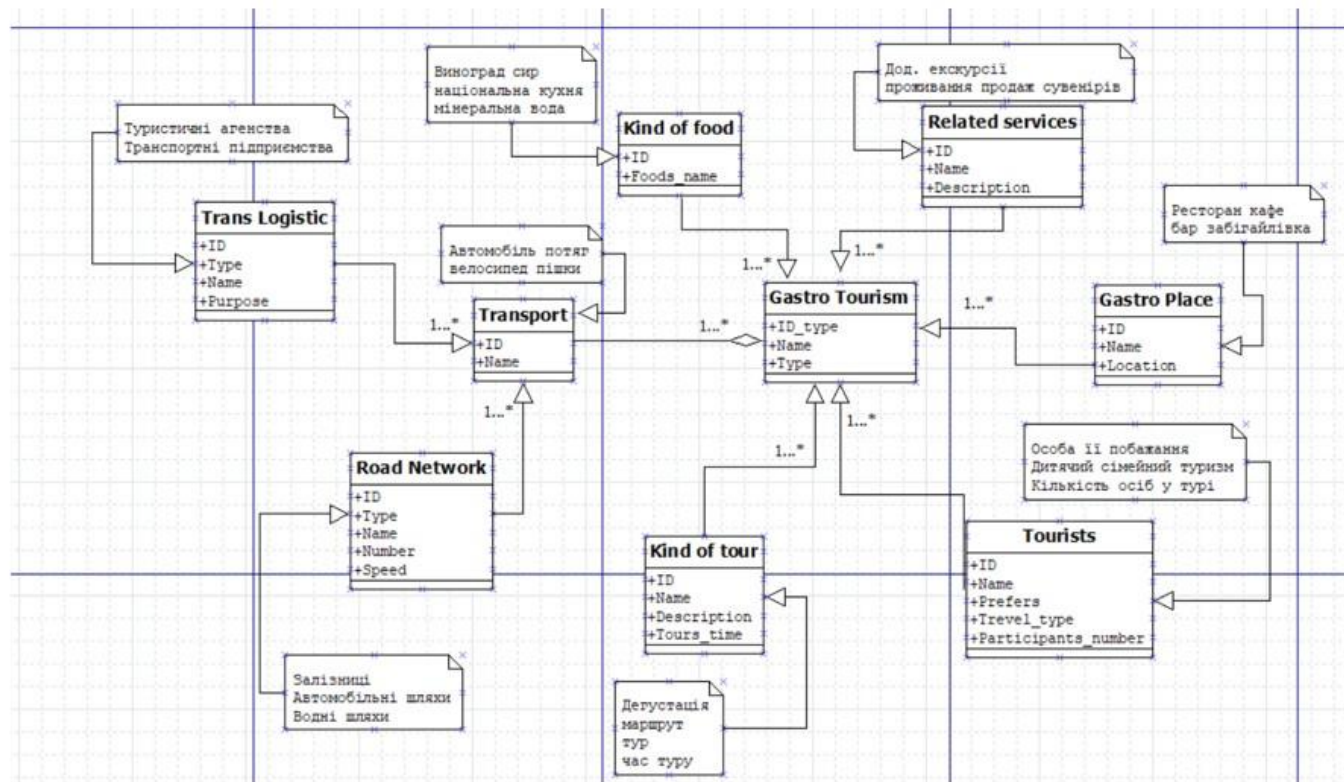 Виноград сир
національна кухня
мінеральна вода
Дод. екскурсії
проживання продаж сувенірів
Туристичні агенства
Транспортні підприємства
Kind of food
+ID
+Foods_name
Related services
+ID
+Name
+Description
Ресторан кафе
бар забігайлівка
Trans Logistic
+ID
+Type
+Name
+Purpose
Автомобіль потяг
велосипед пішки
1...*
1...*
Transport
+ID
+Name
1...*
1...*
Gastro Tourism
+ID_type
+Name
+Type
1...*
Gastro Place
+ID
+Name
+Location
1...*
1...*
1...*
Road Network
+ID
+Type
+Name
+Number
+Speed
Особа її побажання
Дитячий сімейний туризм
Кількість осіб у турі
Kind of tour
+ID
+Name
+Description
+Tours_time
Tourists
+ID
+Name
+Prefers
+Trevel_type
+Participants_number
Залізниці
Автомобільні шляхи
Водні шляхи
Дегустація
маршрут
тур
час туру